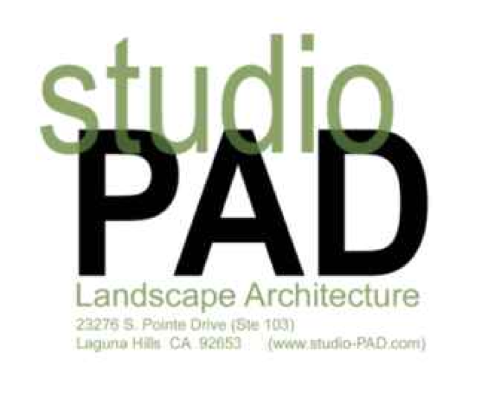 studio
PAD
Landscape Architecture
23276 S. Pointe Drive (Ste 103)
Laguna Hills CA 92653 (www.studio-PAD.com)